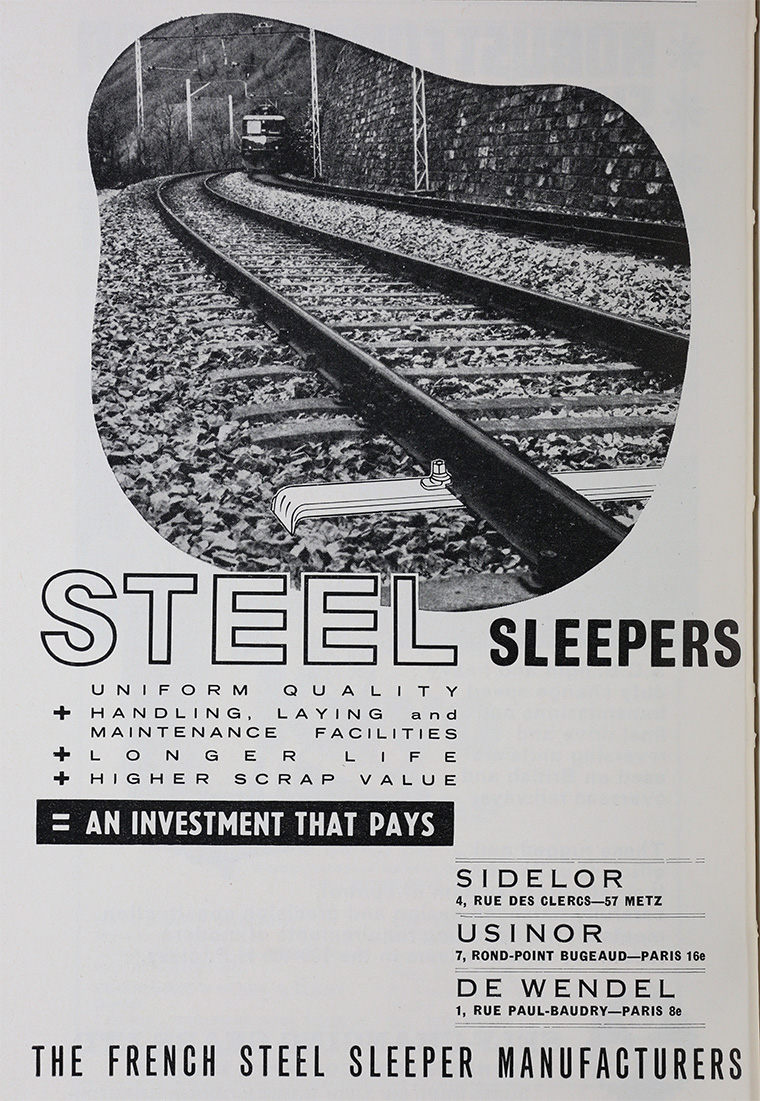 STEEL SLEEPERS
UNIFORM QUALITY
+ HANDLING, LAYING and
MAINTENANCE FACILITIES
+ LONGER LIFE
+ HIGHER SCRAP VALUE
= AN INVESTMENT THAT PAYS
SIDELOR
4, RUE DES CLERCS—57 METZ
USINOR
7, ROND-POINT BUGEAUD—PARIS 16e
DE WENDEL
1, RUE PAUL-BAUDRY—PARIS 8e
THE FRENCH STEEL SLEEPER MANUFACTURERS